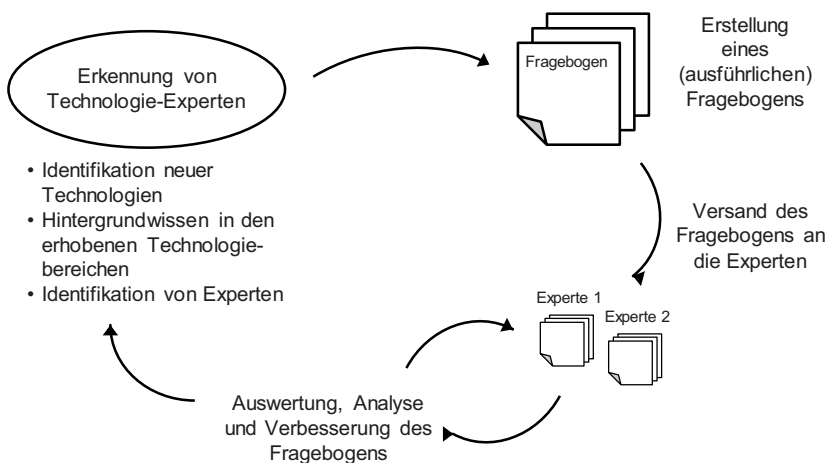 Erkennung von
Technologie-Experten
• Identifikation neuer
Technologien
• Hintergrundwissen in den
erhobenen Technologie-
bereichen
• Identifikation von Experten
Fragebogen
Erstellung
eines
(ausführlichen)
Fragebogens
Versand des
Fragebogens an
die Experten
Experte 1
Experte 2
Auswertung, Analyse
und Verbesserung des
Fragebogens